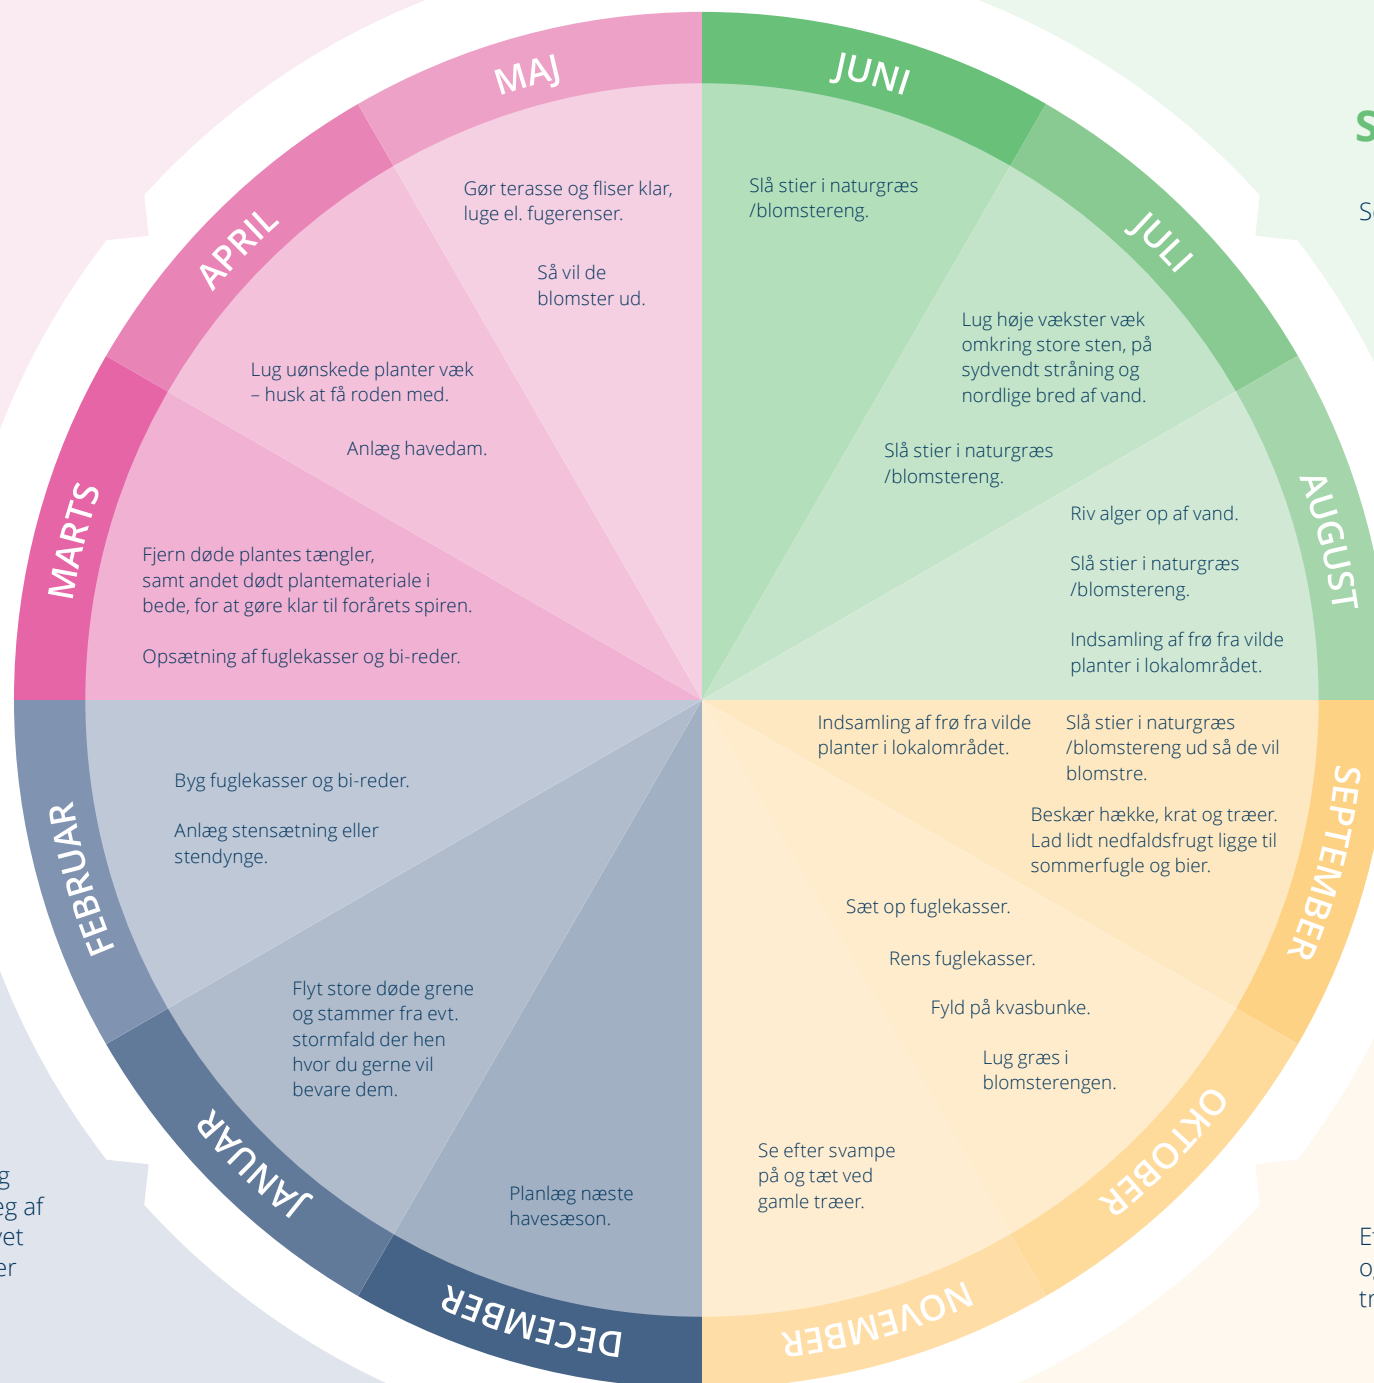 MAJ
Gør terasse og fliser klar,
luge el. fugerenser.
Så vil de
blomster ud.
JUNI
Slå stier i naturgræs
/blomstereng.
JULI
Lug høje vækster væk
omkring store sten, på
sydvendt stråning og
nordlige bred af vand.
Slå stier i naturgræs
/blomstereng.
AUGUST
Riv alger op af vand.
Slå stier i naturgræs
/blomstereng.
Indsamling af frø fra vilde
planter i lokalområdet.
SEPTEMBER
Indsamling af frø fra vilde
planter i lokalområdet.
Slå stier i naturgræs
/blomstereng ud så de vil
blomstre.
Beskær hække, krat og træer.
Lad lidt nedfaldsfrugt ligge til
sommerfugle og bier.
OKTOBER
Sæt op fuglekasser.
Rens fuglekasser.
Fyld på kvasbunke.
Lug græs i
blomsterengen.
NOVEMBER
Se efter svampe
på og tæt ved
gamle træer.
DECEMBER
Planlæg næste
havesæson.
JANUAR
Flyt store døde grene
og stammer fra evt.
stormfald der hen
hvor du gerne vil
bevare dem.
FEBRUAR
Byg fuglekasser og bi-reder.
Anlæg stensætning eller
stendynge.
MARTS
Fjern døde plantes tængler,
samt andet dødt plantemateriale i
bede, for at gøre klar til forårets spiren.
Opsætning af fuglekasser og bi-reder.
APRIL
Lug uønskede planter væk
– husk at få roden med.
Anlæg havedam.
af